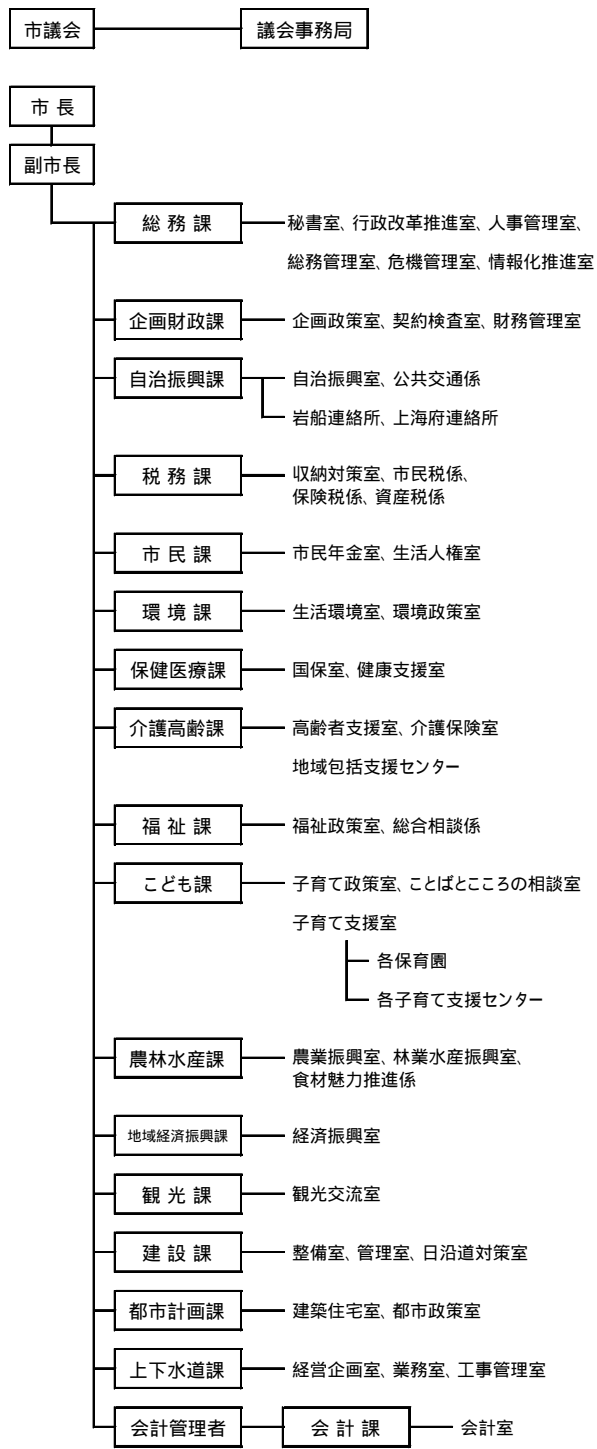 市議会 議会事務局
市 長
副市長
総 務 課 秘書室、行政改革推進室、人事管理室、
総務管理室、危機管理室、情報化推進室
企画財政課 企画政策室、契約検査室、財務管理室
自治振興課 自治振興室、公共交通係
岩船連絡所、上海府連絡所
税 務 課 収納対策室、市民税係、
保険税係、資産税係
市 民 課 市民年金室、生活人権室
環 境 課 生活環境室、環境政策室
保健医療課 国保室、健康支援室
介護高齢課 高齢者支援室、介護保険室
地域包括支援センター
福 祉 課 福祉政策室、総合相談係
こども課 子育て政策室、ことばとこころの相談室
子育て支援室
各保育園
各子育て支援センター
農林水産課 農業振興室、林業水産振興室、
食材魅力推進係
地域経済振興課 経済振興室
観 光 課 観光交流室
建 設 課 整備室、管理室、日沿道対策室
都市計画課 建築住宅室、都市政策室
上下水道課 経営企画室、業務室、工事管理室
会計管理者 会 計 課 会計室